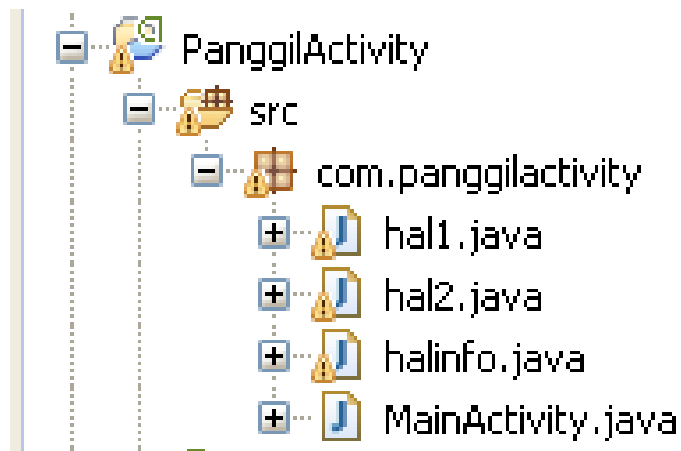 PanggilActivity
src
com.panggilactivity
hal1.java
hal2.java
halinfo.java
MainActivity.java